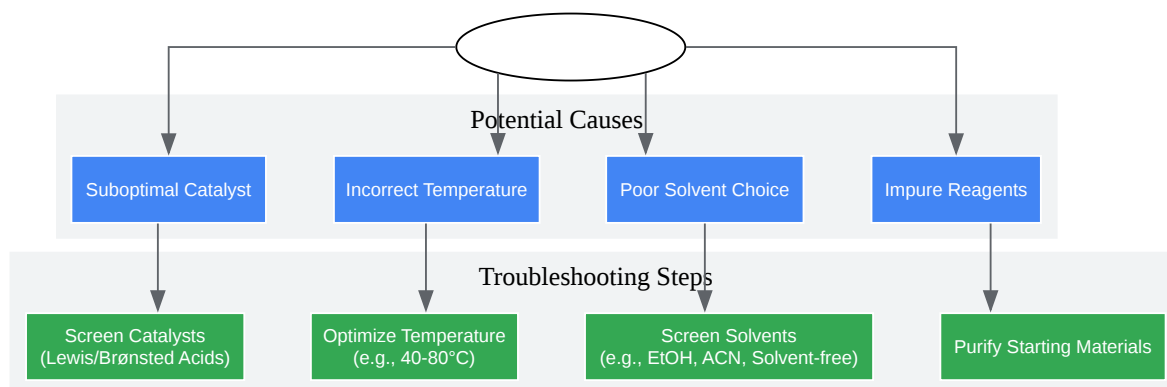 Potential Causes
Suboptimal Catalyst
Incorrect Temperature
Poor Solvent Choice
Impure Reagents
Troubleshooting Steps
Screen Catalysts
(Lewis/Brønsted Acids)
Optimize Temperature
(e.g., 40-80°C)
Screen Solvents
(e.g., EtOH, ACN, Solvent-free)
Purify Starting Materials